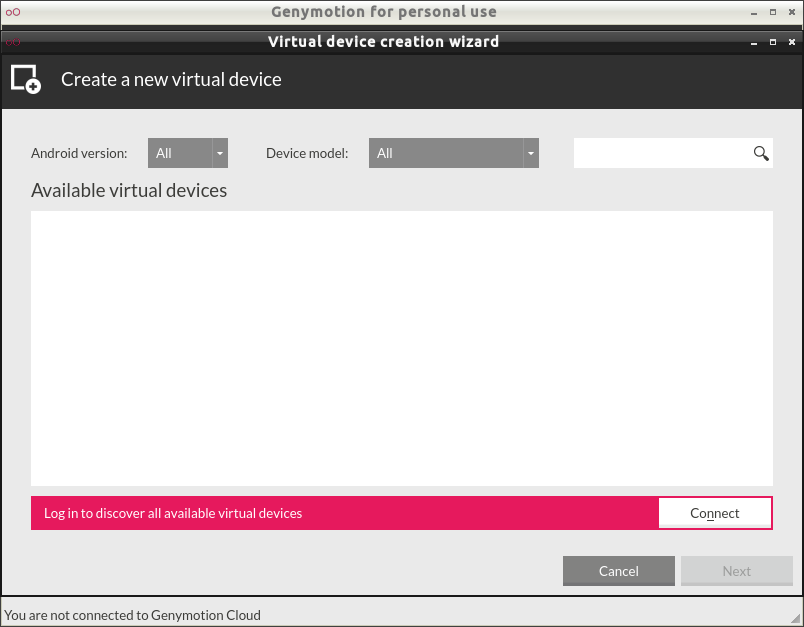 Genymotion for personal use
Virtual device creation wizard
Create a new virtual device
Android version: All Device model: All
Available virtual devices
Log in to discover all available virtual devices Connect
Cancel Next
You are not connected to Genymotion Cloud